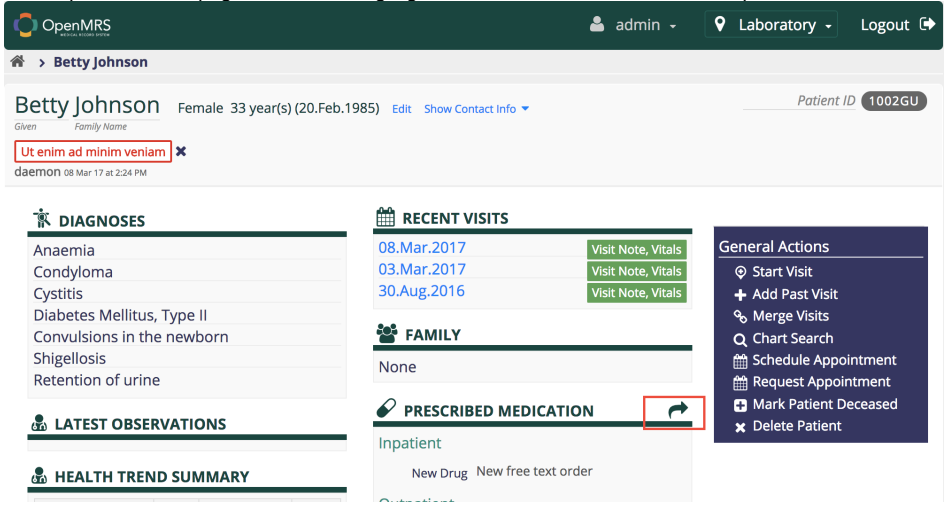 OpenMRS
MEDICAL RECORD SYSTEM
admin
Laboratory
Logout
Betty Johnson
Betty Johnson Female 33 year(s) (20.Feb.1985) Edit Show Contact Info
Given Family Name
Patient ID 1002GU
Ut enim ad minim veniam
daemon 08 Mar 17 at 2:24 PM
DIAGNOSES
Anaemia
Condyloma
Cystitis
Diabetes Mellitus, Type II
Convulsions in the newborn
Shigellosis
Retention of urine
LATEST OBSERVATIONS
HEALTH TREND SUMMARY
RECENT VISITS
08.Mar.2017 Visit Note, Vitals
03.Mar.2017 Visit Note, Vitals
30.Aug.2016 Visit Note, Vitals
FAMILY
None
PRESCRIBED MEDICATION
Inpatient
New Drug New free text order
General Actions
Start Visit
Add Past Visit
Merge Visits
Chart Search
Schedule Appointment
Request Appointment
Mark Patient Deceased
Delete Patient